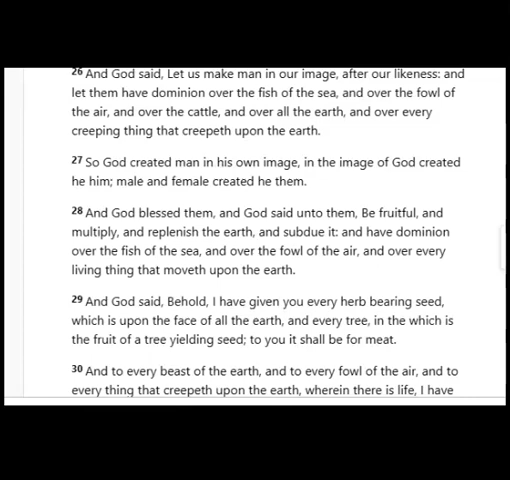 26 And God said, Let us make man in our image, after our likeness: and
let them have dominion over the fish of the sea, and over the fowl of
the air, and over the cattle, and over all the earth, and over every
creeping thing that creepeth upon the earth.
27 So God created man in his own image, in the image of God created
he him; male and female created he them.
28 And God blessed them, and God said unto them, Be fruitful, and
multiply, and replenish the earth, and subdue it: and have dominion
over the fish of the sea, and over the fowl of the air, and over every
living thing that moveth upon the earth.
29 And God said, Behold, I have given you every herb bearing seed,
which is upon the face of all the earth, and every tree, in the which is
the fruit of a tree yielding seed; to you it shall be for meat.
30 And to every beast of the earth, and to every fowl of the air, and to
every thing that creepeth upon the earth, wherein there is life, I have